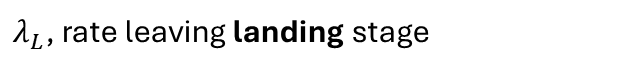 λ_L, rate leaving landing stage